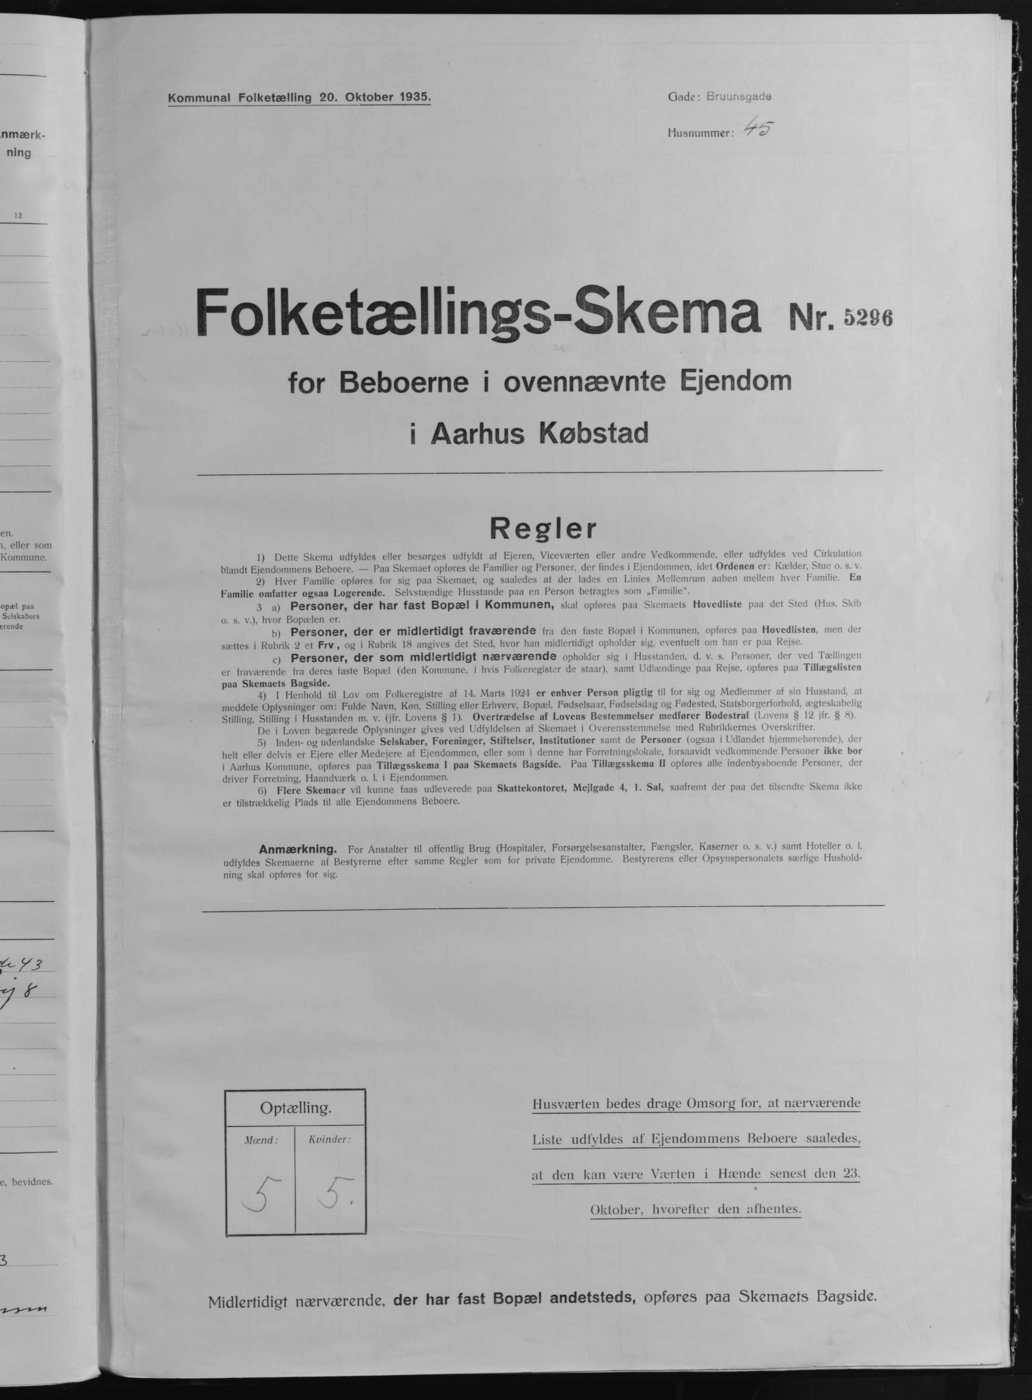 nmærk-
ning
12
en.
n, eller som
Kommune.
opæl paa
Selskabers
erende
43
8
e, bevidnes.
3
Kommunal Folketælling 20. Oktober 1935.
Gade: Bruunsgade
Husnummer: 45
Folketællings-Skema Nr. 5296
for Beboerne i ovennævnte Ejendom
i Aarhus Købstad
Regler
1) Dette Skema udfyldes eller besørges udfyldt af Ejeren, Viceværten eller andre Vedkommende, eller udfyldes ved Cirkulation
blandt Ejendommens Beboere. — Paa Skemaet opføres de Familier og Personer, der findes i Ejendommen, idet Ordenen er: Kælder, Stue o. s. v.
2) Hver Familie opføres for sig paa Skemaet, og saaledes at der lades en Linies Mellemrum aaben mellem hver Familie. En
Familie omfatter ogsaa Logerende. Selvstændige Husstande paa en Person betragtes som „Familie".
3 a) Personer, der har fast Bopæl i Kommunen, skal opføres paa Skemaets Hovedliste paa det Sted (Hus, Skib
o. s. v.), hvor Bopælen er.
b) Personer, der er midlertidigt fraværende fra den faste Bopæl i Kommunen, opføres paa Hovedlisten, men der
sættes i Rubrik 2 et Frv., og i Rubrik 18 angives det Sted, hvor han midlertidigt opholder sig, eventuelt om han er paa Rejse.
c) Personer, der som midlertidigt nærværende opholder sig i Husstanden, d. v. s. Personer, der ved Tællingen
er fraværende fra deres faste Bopæl (den Kommune, i hvis Folkeregister de staar), samt Udlændinge paa Rejse, opføres paa Tillægslisten
paa Skemaets Bagside.
4) I Henhold til Lov om Folkeregistre af 14. Marts 1924 er enhver Person pligtig til for sig og Medlemmer af sin Husstand, at
meddele Oplysninger om: Fulde Navn, Køn, Stilling eller Erhverv, Bopæl, Fødselsaar, Fødselsdag og Fødested, Statsborgerforhold, ægteskabelig
Stilling, Stilling i Husstanden m. v. (jfr. Lovens § 1). Overtrædelse af Lovens Bestemmelser medfører Bødestraf (Lovens § 12 jfr. § 8).
De i Loven begærede Oplysninger gives ved Udfyldelsen af Skemaet i Overensstemmelse med Rubrikkernes Overskrifter.
5) Inden- og udenlandske Selskaber, Foreninger, Stiftelser, Institutioner samt de Personer (ogsaa i Udlandet hjemmehørende), der
helt eller delvis er Ejere eller Medejere af Ejendommen, eller som i denne har Forretningslokale, forsaavidt vedkommende Personer ikke bor
i Aarhus Kommune, opføres paa Tillægsskema I paa Skemaets Bagside. Paa Tillægsskema II opføres alle indenbysboende Personer, der
driver Forretning, Haandværk o. l. i Ejendommen.
6) Flere Skemaer vil kunne faas udleverede paa Skattekontoret, Mejlgade 4, 1. Sal, saafremt der paa det tilsendte Skema ikke
er tilstrækkelig Plads til alle Ejendommens Beboere.
Anmærkning. For Anstalter til offentlig Brug (Hospitaler, Forsørgelsesanstalter, Fængsler, Kaserner o. s. v.) samt Hoteller o. l.
udfyldes Skemaerne af Bestyrerne efter samme Regler som for private Ejendomme. Bestyrerens eller Opsynspersonalets særlige Hushold-
ning skal opføres for sig.
Optælling.
Mænd: Kvinder:
5 5.
Husværten bedes drage Omsorg for, at nærværende
Liste udfyldes af Ejendommens Beboere saaledes,
at den kan være Værten i Hænde senest den 23.
Oktober, hvorefter den afhentes.
Midlertidigt nærværende, der har fast Bopæl andetsteds, opføres paa Skemaets Bagside.